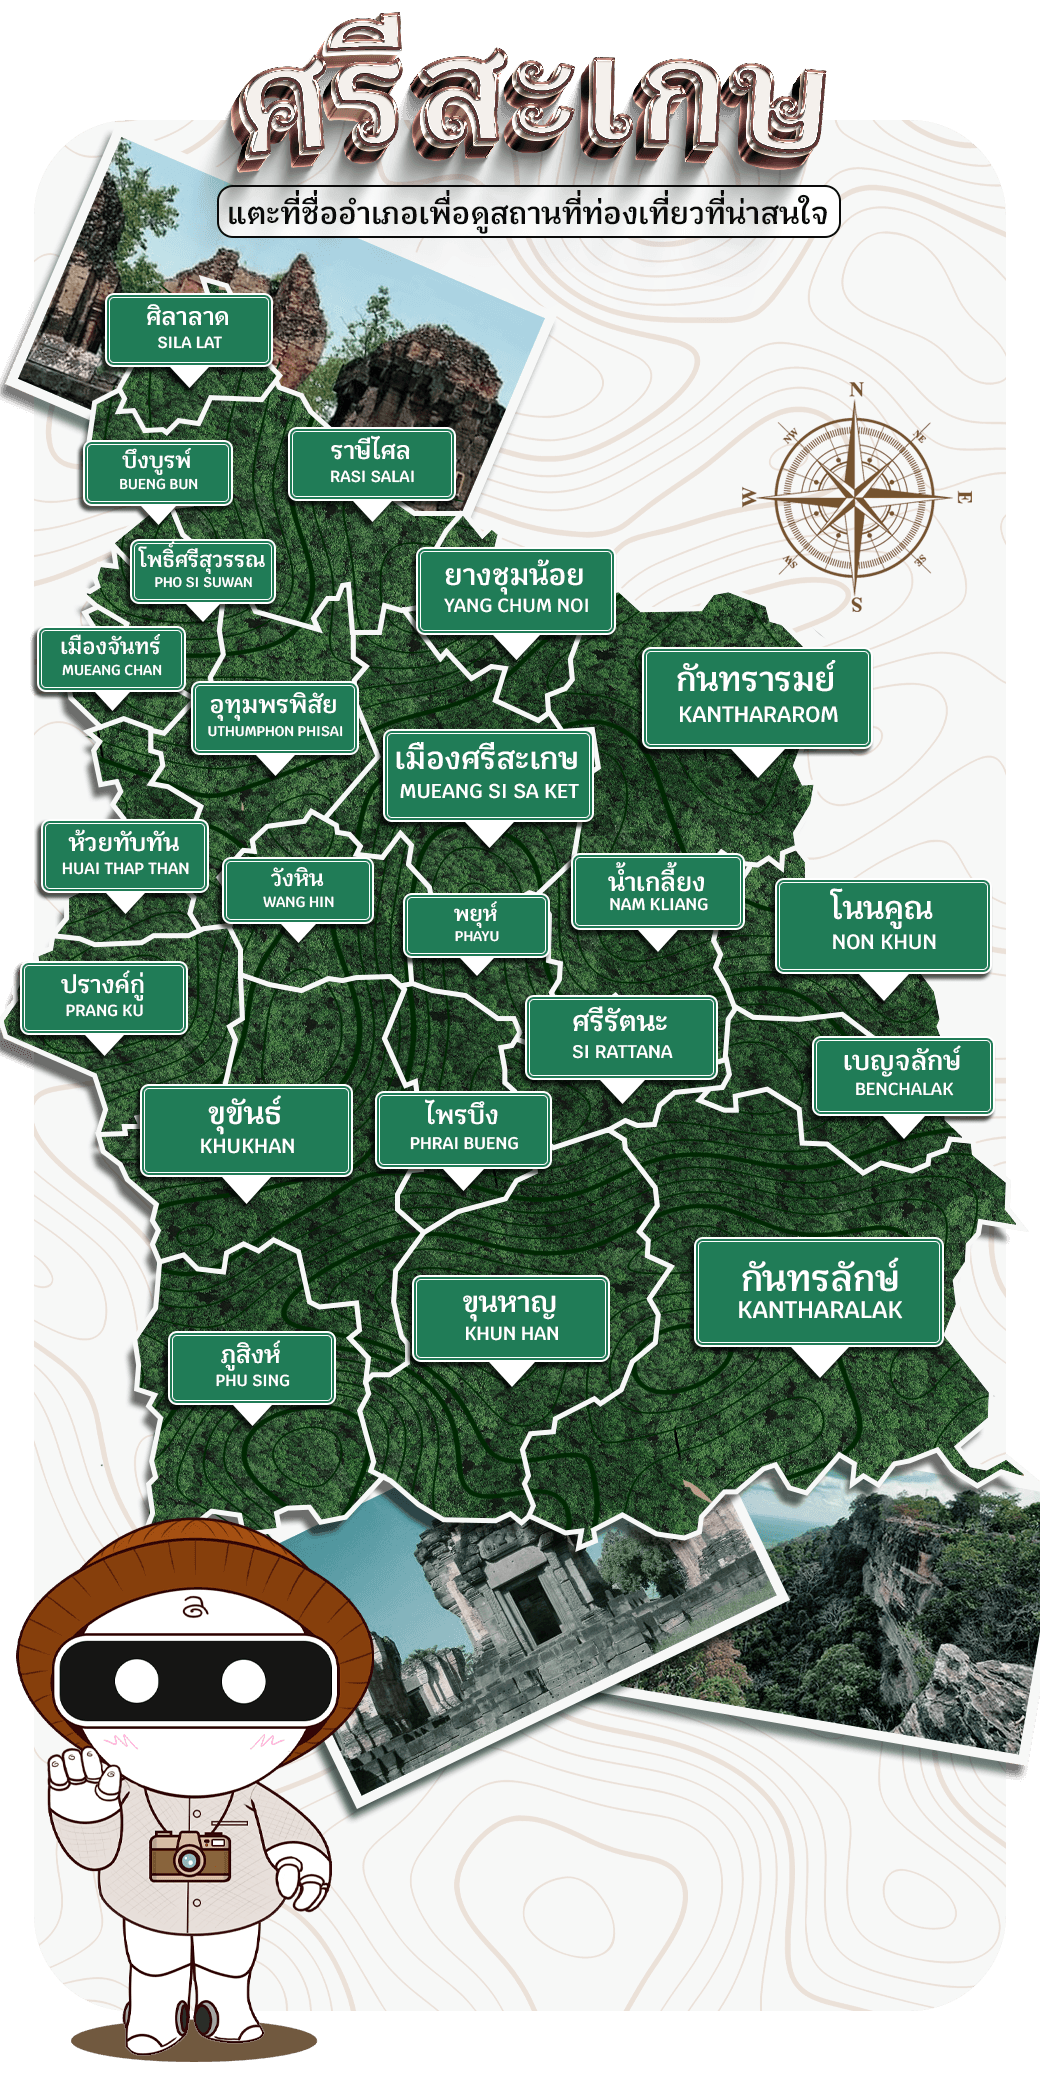 ศรีสะเกษ
แตะที่ชื่ออำเภอเพื่อดูสถานที่ท่องเที่ยวที่น่าสนใจ
ศิลาลาด
SILA LAT
N
NW
NE
W
E
SW
SE
S
บึงบูรพ์
BUENG BUN
ราษีไศล
RASI SALAI
โพธิ์ศรีสุวรรณ
PHO SI SUWAN
ยางชุมน้อย
YANG CHUM NOI
เมืองจันทร์
MUEANG CHAN
กันทรารมย์
KANTHARAROM
อุทุมพรพิสัย
UTHUMPHON PHISAI
เมืองศรีสะเกษ
MUEANG SI SA KET
ห้วยทับทัน
HUAI THAP THAN
วังหิน
WANG HIN
น้ำเกลี้ยง
NAM KLIANG
พยุห์
PHAYU
โนนคูณ
NON KHUN
ปรางค์กู่
PRANG KU
ศรีรัตนะ
SI RATTANA
เบญจลักษ์
BENCHALAK
ขุขันธ์
KHUKHAN
ไพรบึง
PHRAI BUENG
กันทรลักษ์
KANTHARALAK
ขุนหาญ
KHUN HAN
ภูสิงห์
PHU SING